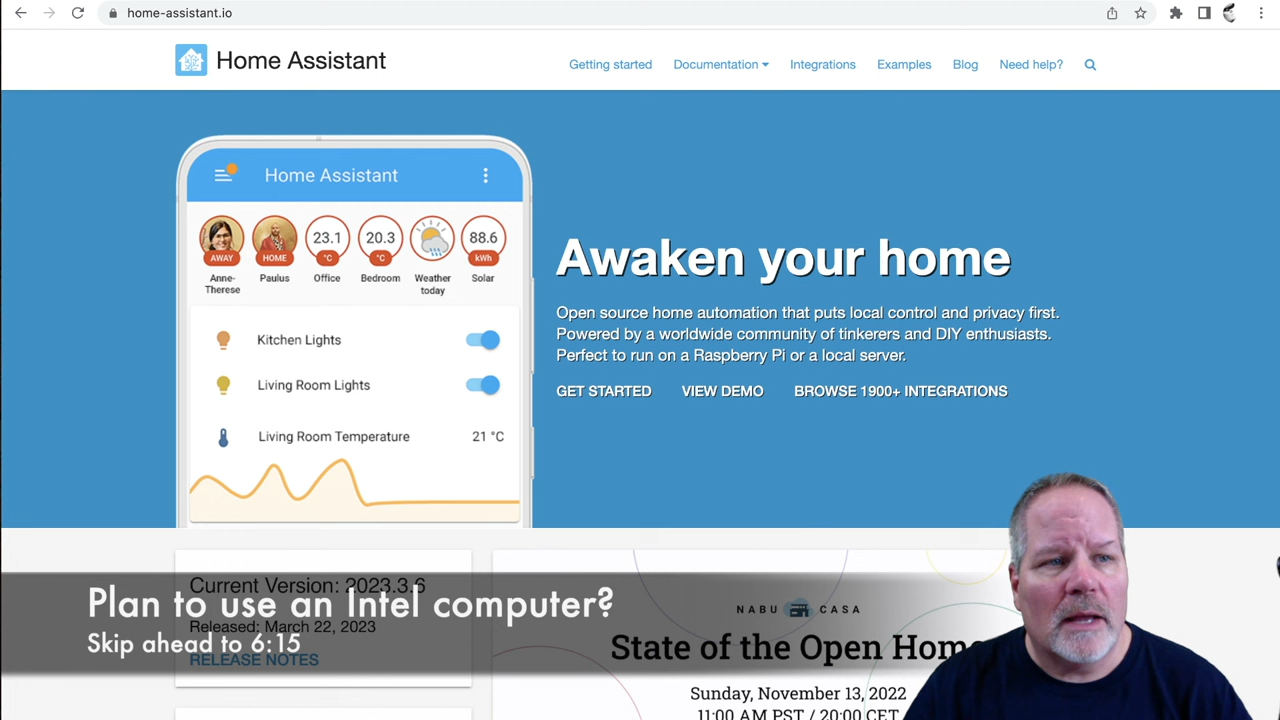 home-assistant.io
Home Assistant
Getting started Documentation Integrations Examples Blog Need help?
Home Assistant
23.1 20.3 88.6
AWAY HOME °C °C kWh
Anne-Therese Paulus Office Bedroom Weather today Solar
Kitchen Lights
Living Room Lights
Living Room Temperature 21 °C
Awaken your home
Open source home automation that puts local control and privacy first.
Powered by a worldwide community of tinkerers and DIY enthusiasts.
Perfect to run on a Raspberry Pi or a local server.
GET STARTED VIEW DEMO BROWSE 1900+ INTEGRATIONS
Current Version: 2023.3.6
Plan to use an Intel computer?
Released: March 22, 2023
Skip ahead to 6:15
RELEASE NOTES
NABU CASA
State of the Open Hom
Sunday, November 13, 2022
11:00 AM PST / 20:00 CET